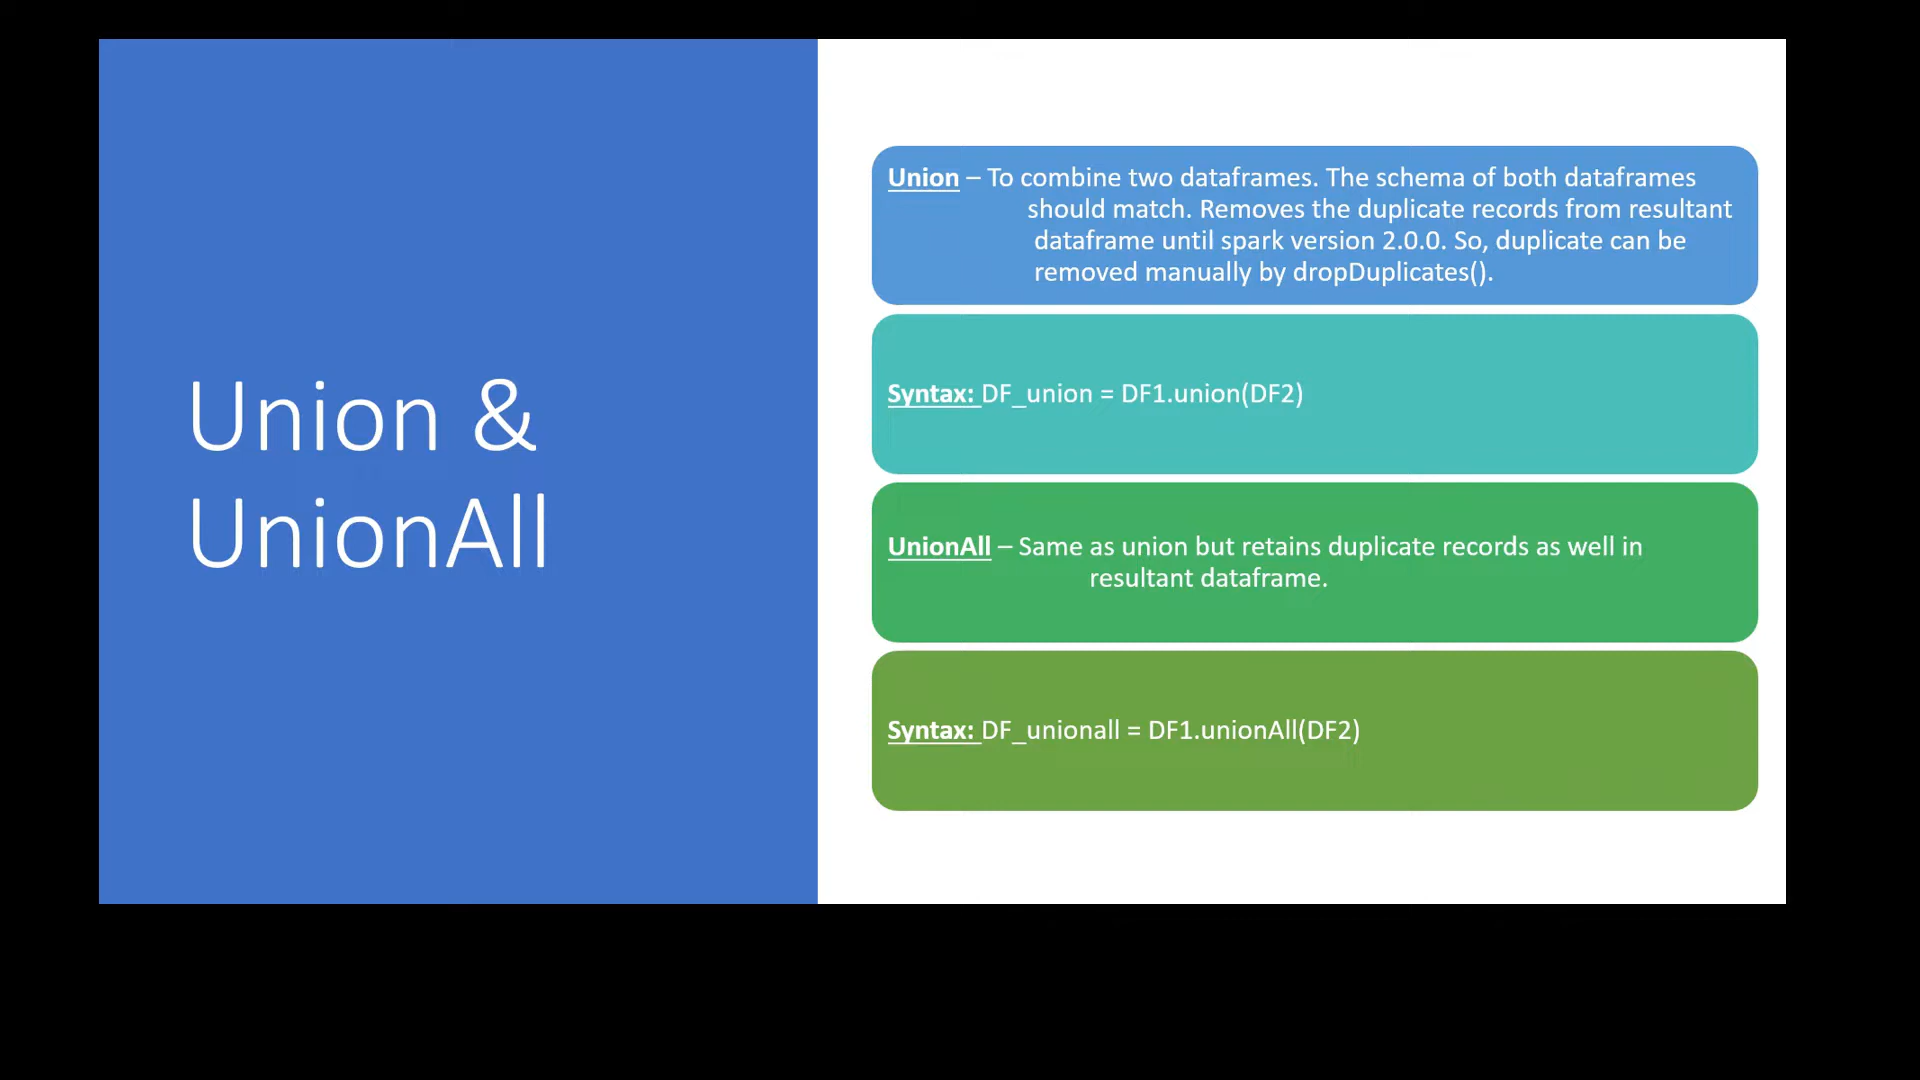 Union &
UnionAll
Union – To combine two dataframes. The schema of both dataframes
should match. Removes the duplicate records from resultant
dataframe until spark version 2.0.0. So, duplicate can be
removed manually by dropDuplicates().
Syntax: DF_union = DF1.union(DF2)
UnionAll – Same as union but retains duplicate records as well in
resultant dataframe.
Syntax: DF_unionall = DF1.unionAll(DF2)